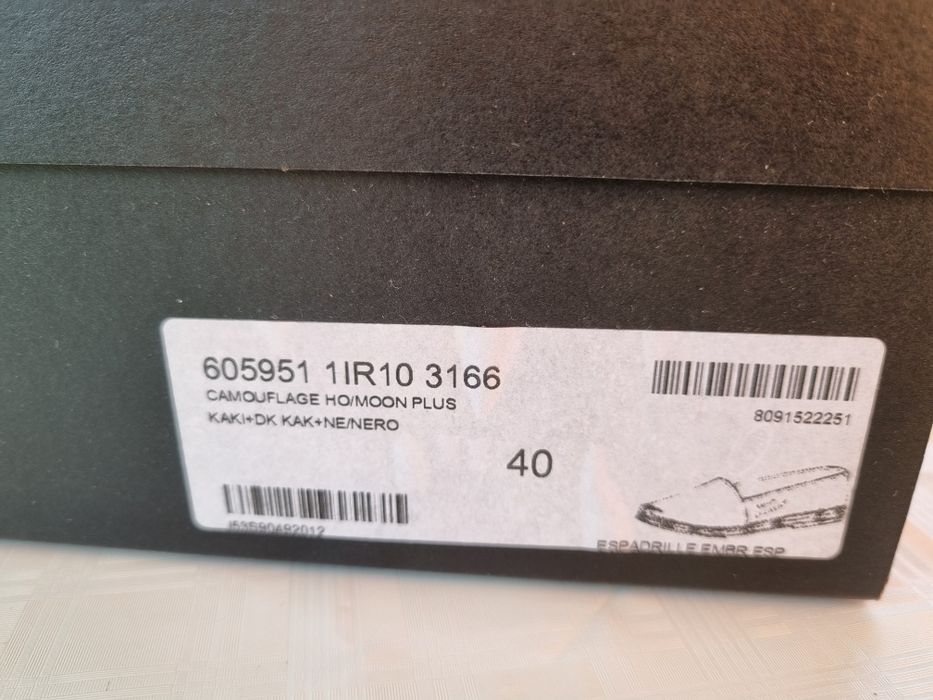 605951 1IR10 3166
CAMOUFLAGE HO/MOON PLUS
KAKI+DK KAK+NE/NERO
8091522251
40
ESPADRILLE EMBR ESP